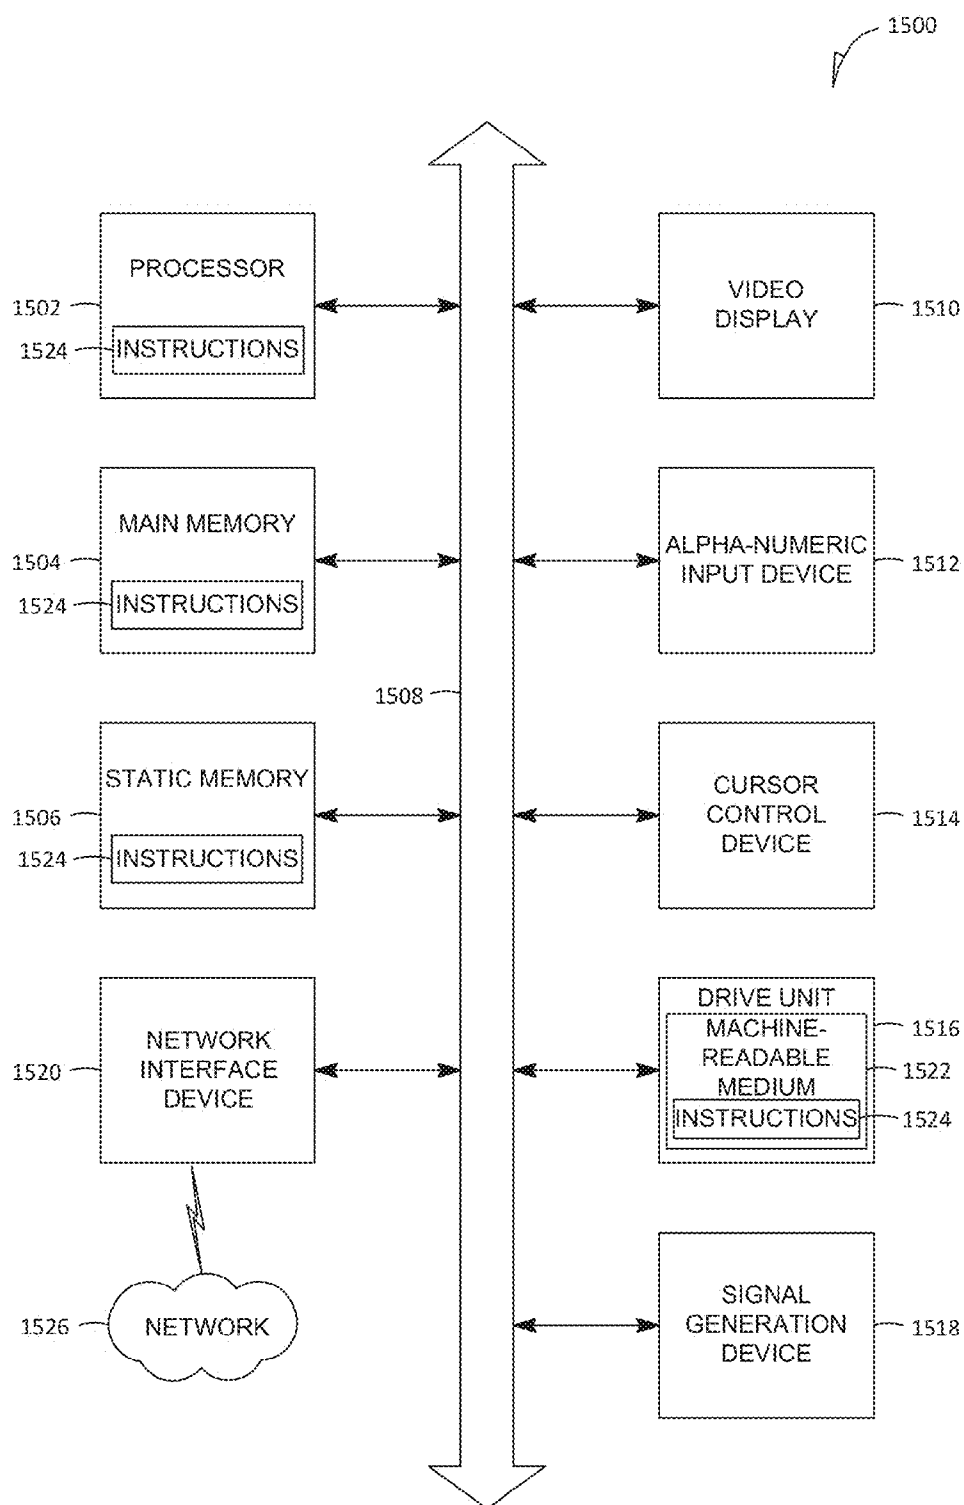 1500
PROCESSOR
1502
1524
INSTRUCTIONS
VIDEO
DISPLAY
1510
MAIN MEMORY
1504
1524
INSTRUCTIONS
ALPHA-NUMERIC
INPUT DEVICE
1512
1508
STATIC MEMORY
1506
1524
INSTRUCTIONS
CURSOR
CONTROL
DEVICE
1514
NETWORK
INTERFACE
DEVICE
1520
DRIVE UNIT
MACHINE-
READABLE
MEDIUM
INSTRUCTIONS
1516
1522
1524
NETWORK
1526
SIGNAL
GENERATION
DEVICE
1518